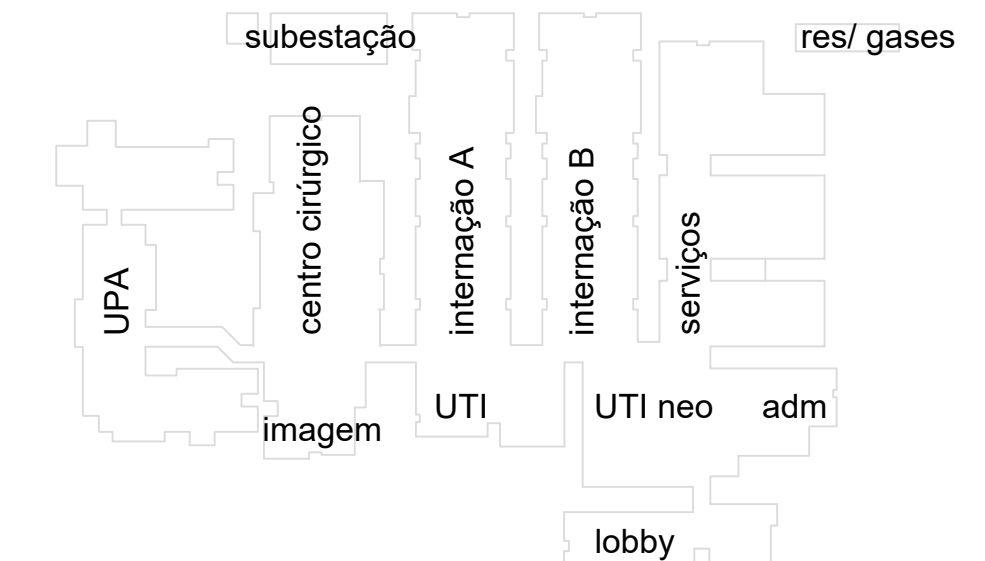 subestação
res/ gases
centro cirúrgico
internação A
internação B
serviços
UPA
UTI
UTI neo
adm
imagem
lobby